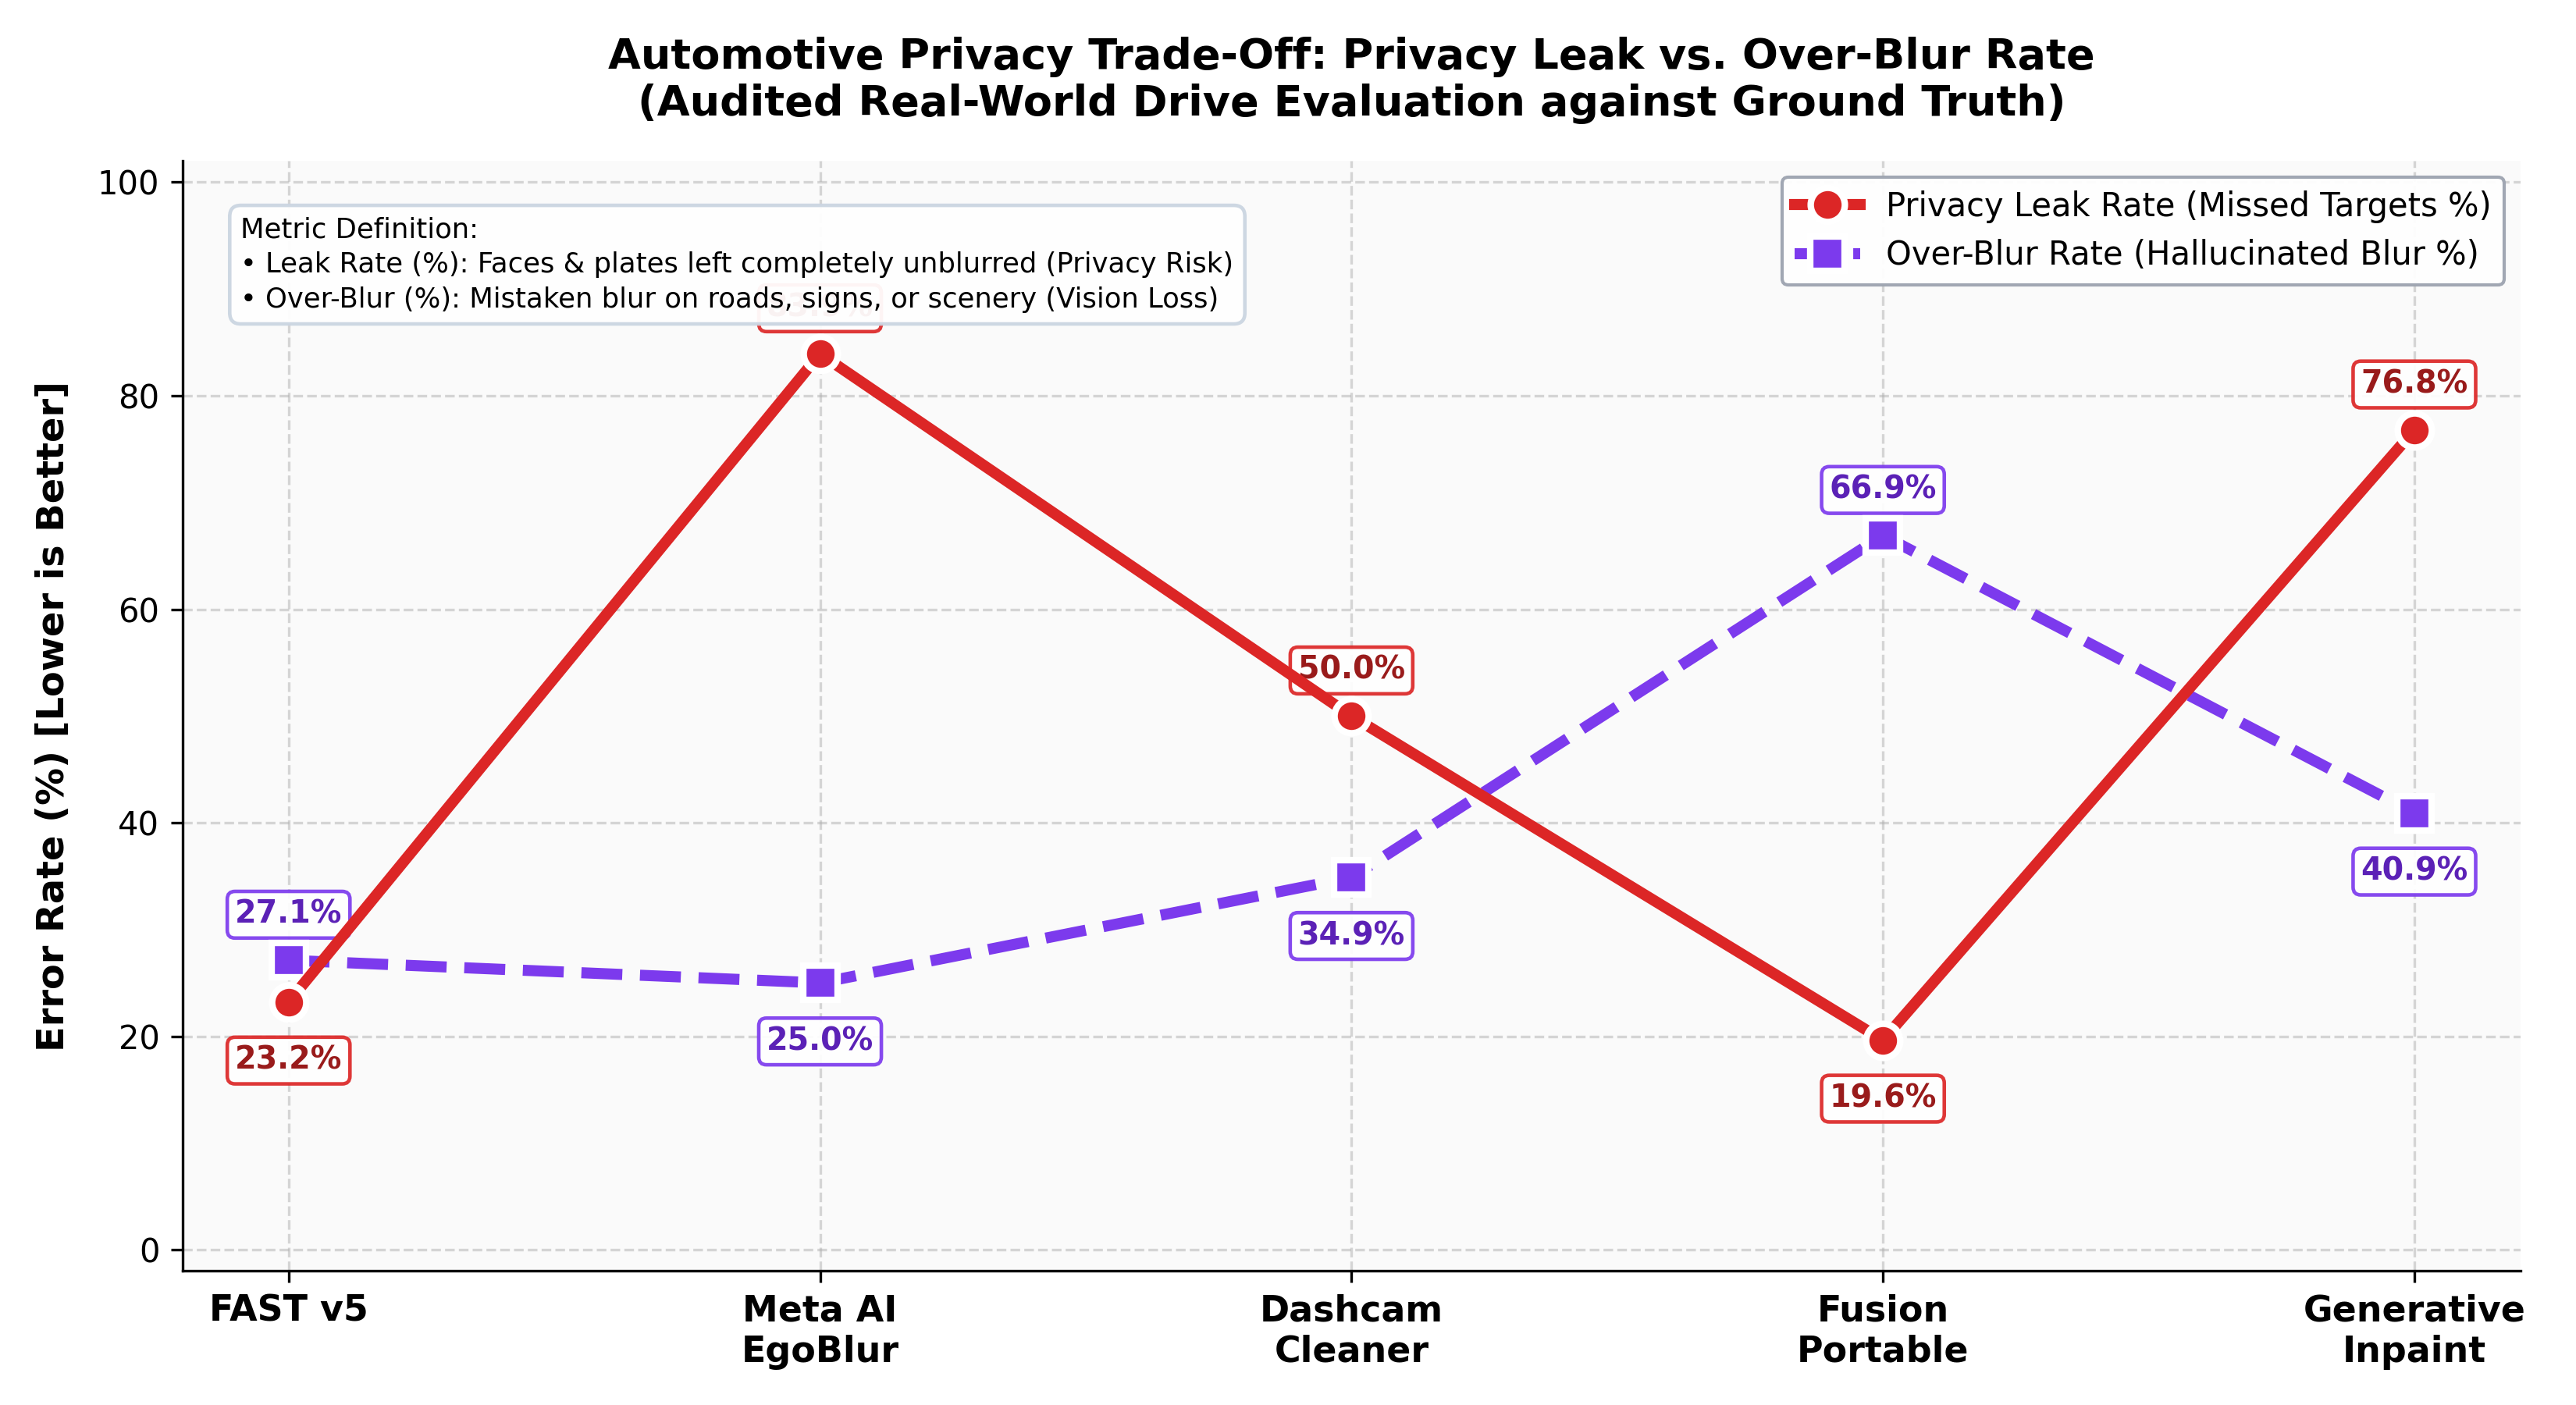 Automotive Privacy Trade-Off: Privacy Leak vs. Over-Blur Rate
(Audited Real-World Drive Evaluation against Ground Truth)
Error Rate (%) [Lower is Better]
100
80
60
40
20
0
Metric Definition:
• Leak Rate (%): Faces & plates left completely unblurred (Privacy Risk)
• Over-Blur (%): Mistaken blur on roads, signs, or scenery (Vision Loss)
Privacy Leak Rate (Missed Targets %)
Over-Blur Rate (Hallucinated Blur %)
27.1%
23.2%
25.0%
50.0%
34.9%
66.9%
19.6%
76.8%
40.9%
FAST v5
Meta AI
EgoBlur
Dashcam
Cleaner
Fusion
Portable
Generative
Inpaint